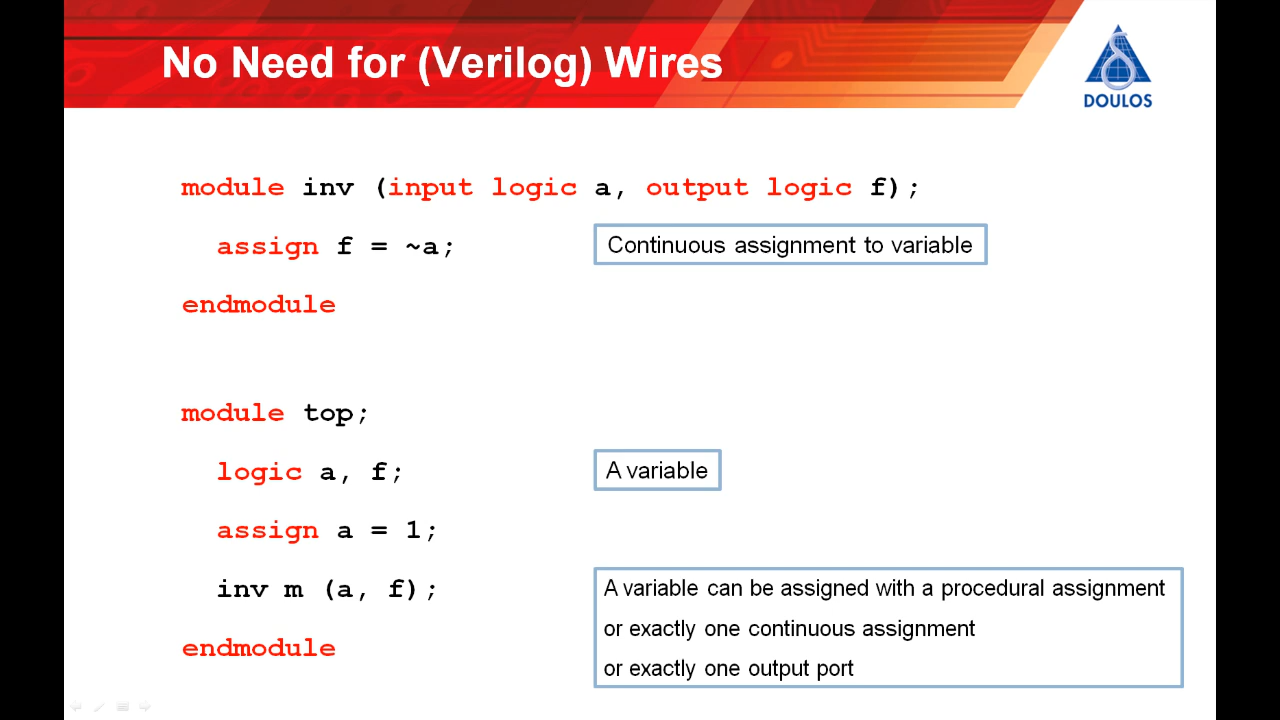 No Need for (Verilog) Wires
DOULOS
module inv (input logic a, output logic f);
assign f = ~a;
Continuous assignment to variable
endmodule
module top;
logic a, f;
A variable
assign a = 1;
inv m (a, f);
A variable can be assigned with a procedural assignment
or exactly one continuous assignment
endmodule
or exactly one output port